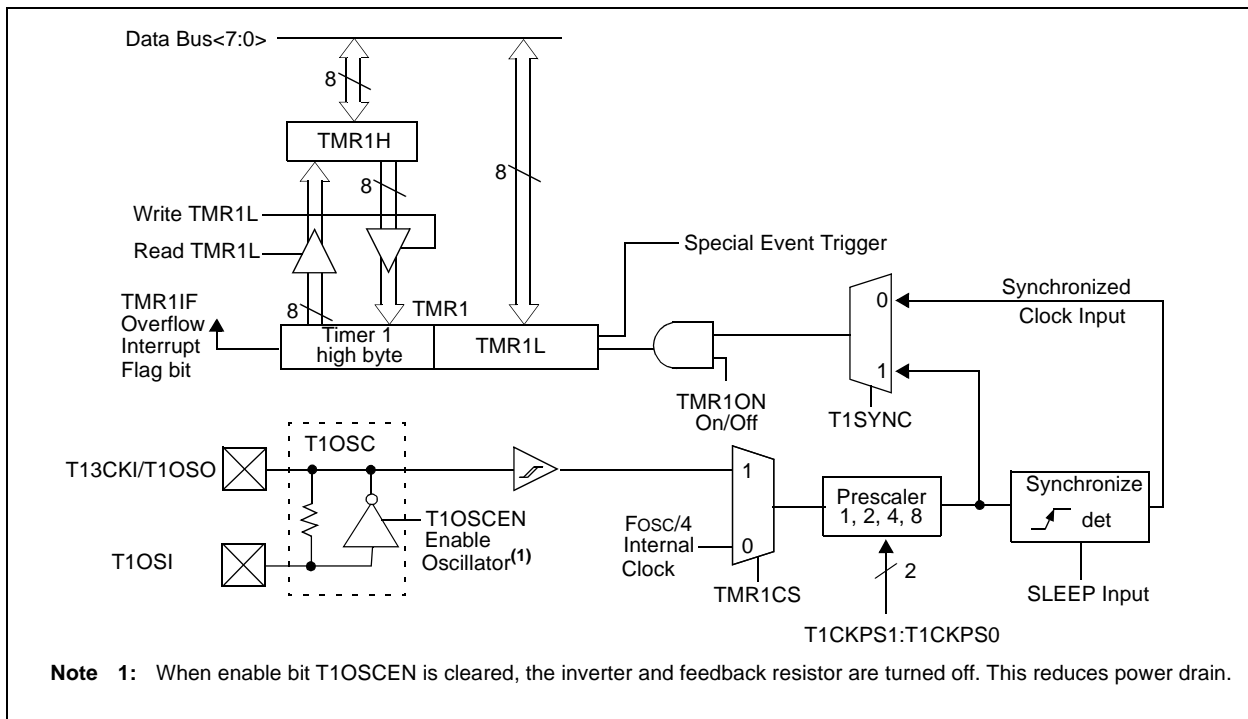 Data Bus<7:0>
8
TMR1H
8
8
Write TMR1L
Read TMR1L
Special Event Trigger
8
TMR1IF
Overflow
Interrupt
Flag bit
TMR1
Timer 1
high byte
TMR1L
0
1
Synchronized
Clock Input
TMR1ON
On/Off
T1SYNC
T1OSC
T13CKI/T1OSO
T1OSI
T1OSCEN
Enable
Oscillator(1)
1
0
FOSC/4
Internal
Clock
TMR1CS
Prescaler
1, 2, 4, 8
2
T1CKPS1:T1CKPS0
Synchronize
det
SLEEP Input
Note 1: When enable bit T1OSCEN is cleared, the inverter and feedback resistor are turned off. This reduces power drain.